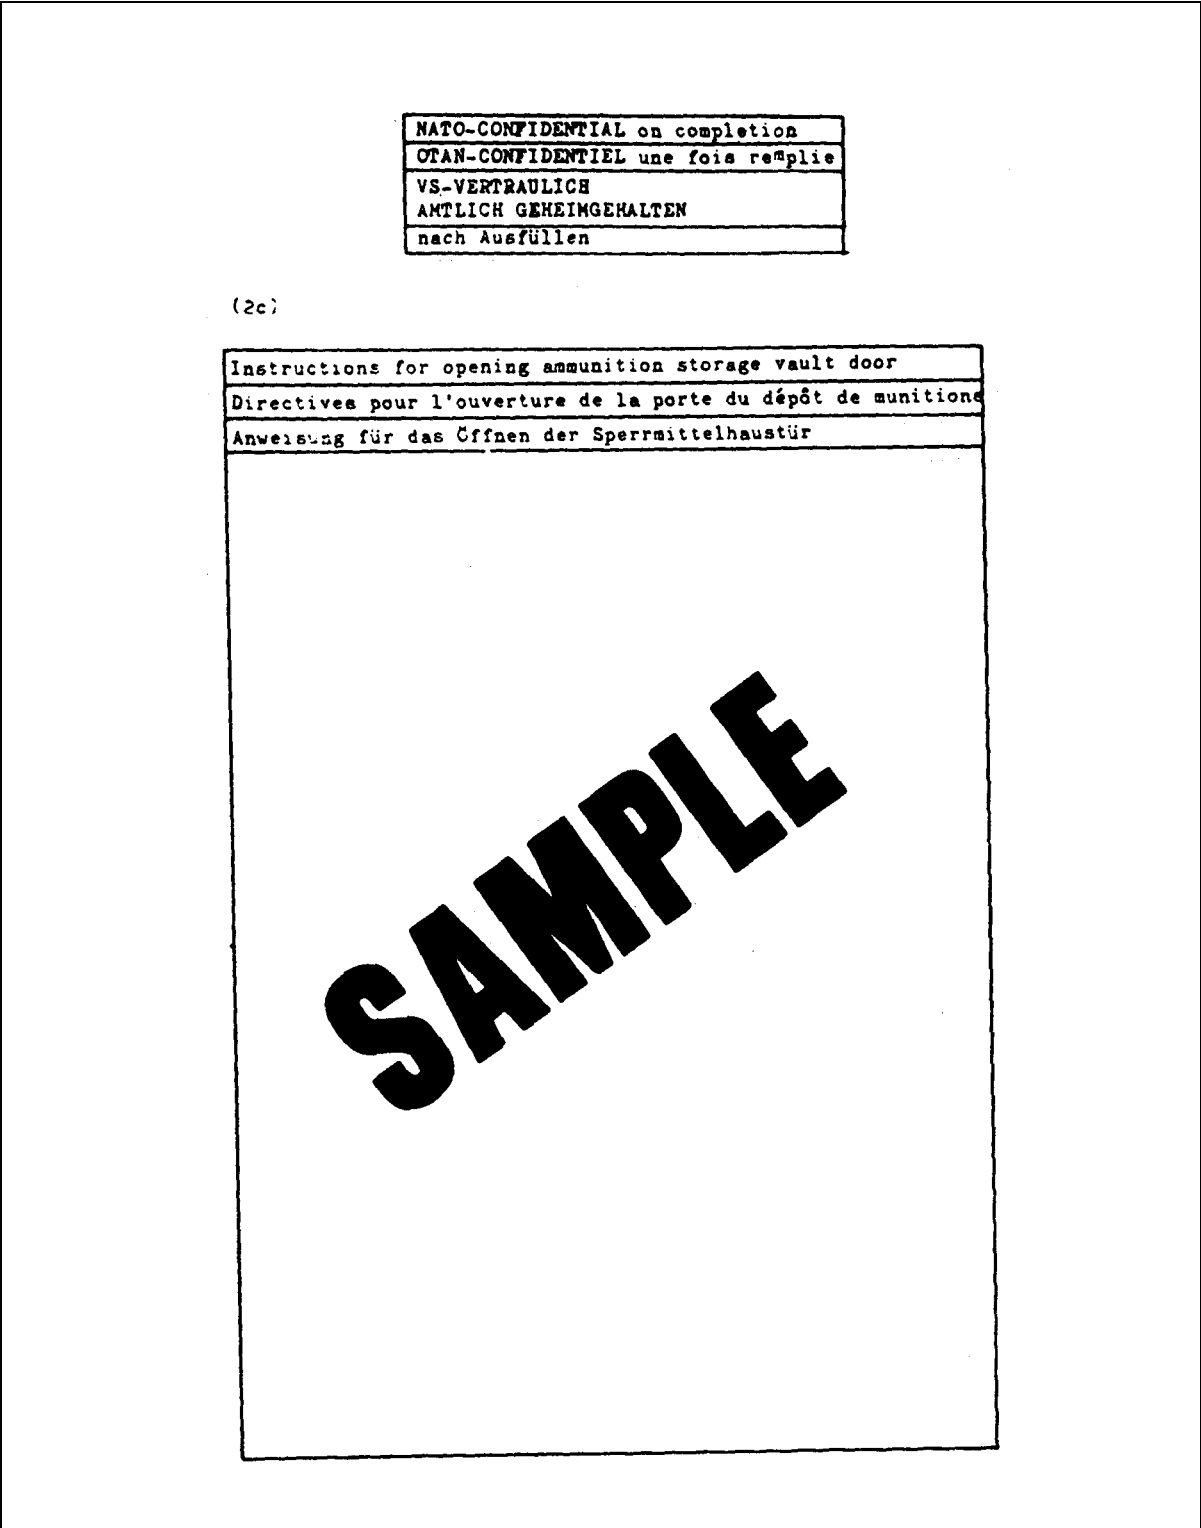 NATO-CONFIDENTIAL on completion
OTAN-CONFIDENTIEL une fois remplie
VS-VERTRAULICH
AMTLICH GEHEIMGEHALTEN
nach Ausfüllen
(2c)
Instructions for opening ammunition storage vault door
Directives pour l'ouverture de la porte du dépôt de munitions
Anweisung für das Öffnen der Sperrmittelhaustür
SAMPLE